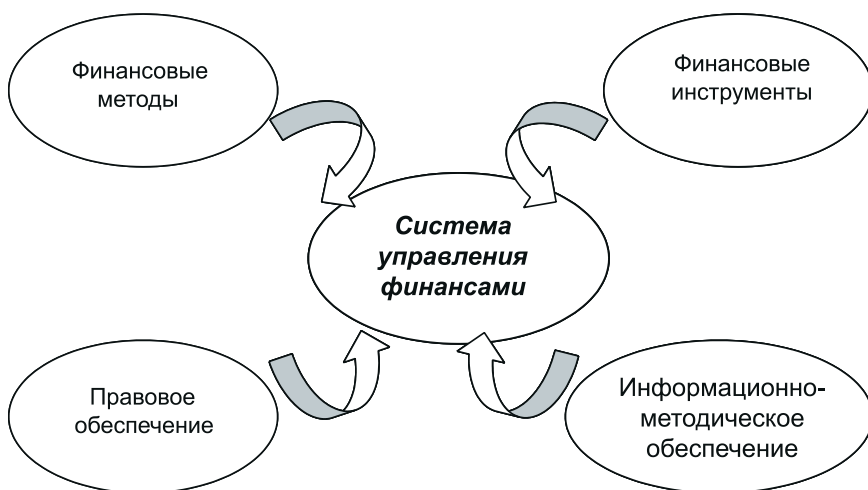 Финансовые
методы
Финансовые
инструменты
Система
управления
финансами
Правовое
обеспечение
Информационно-
методическое
обеспечение